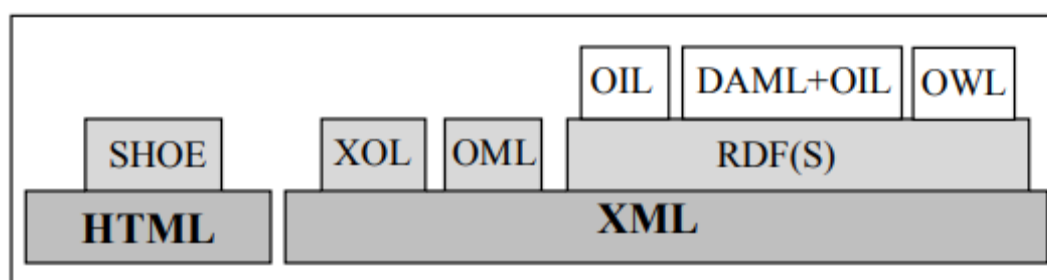 OIL DAML+OIL OWL
SHOE XOL OML RDF(S)
HTML XML